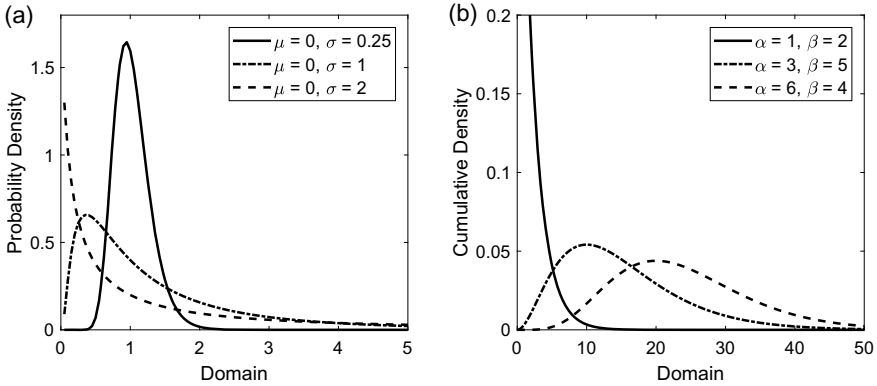 (a)
μ = 0, σ = 0.25
μ = 0, σ = 1
μ = 0, σ = 2
Probability Density
1.5
1
0.5
0
0
1
2
3
4
5
Domain
(b)
α = 1, β = 2
α = 3, β = 5
α = 6, β = 4
Cumulative Density
0.2
0.15
0.1
0.05
0
0
10
20
30
40
50
Domain